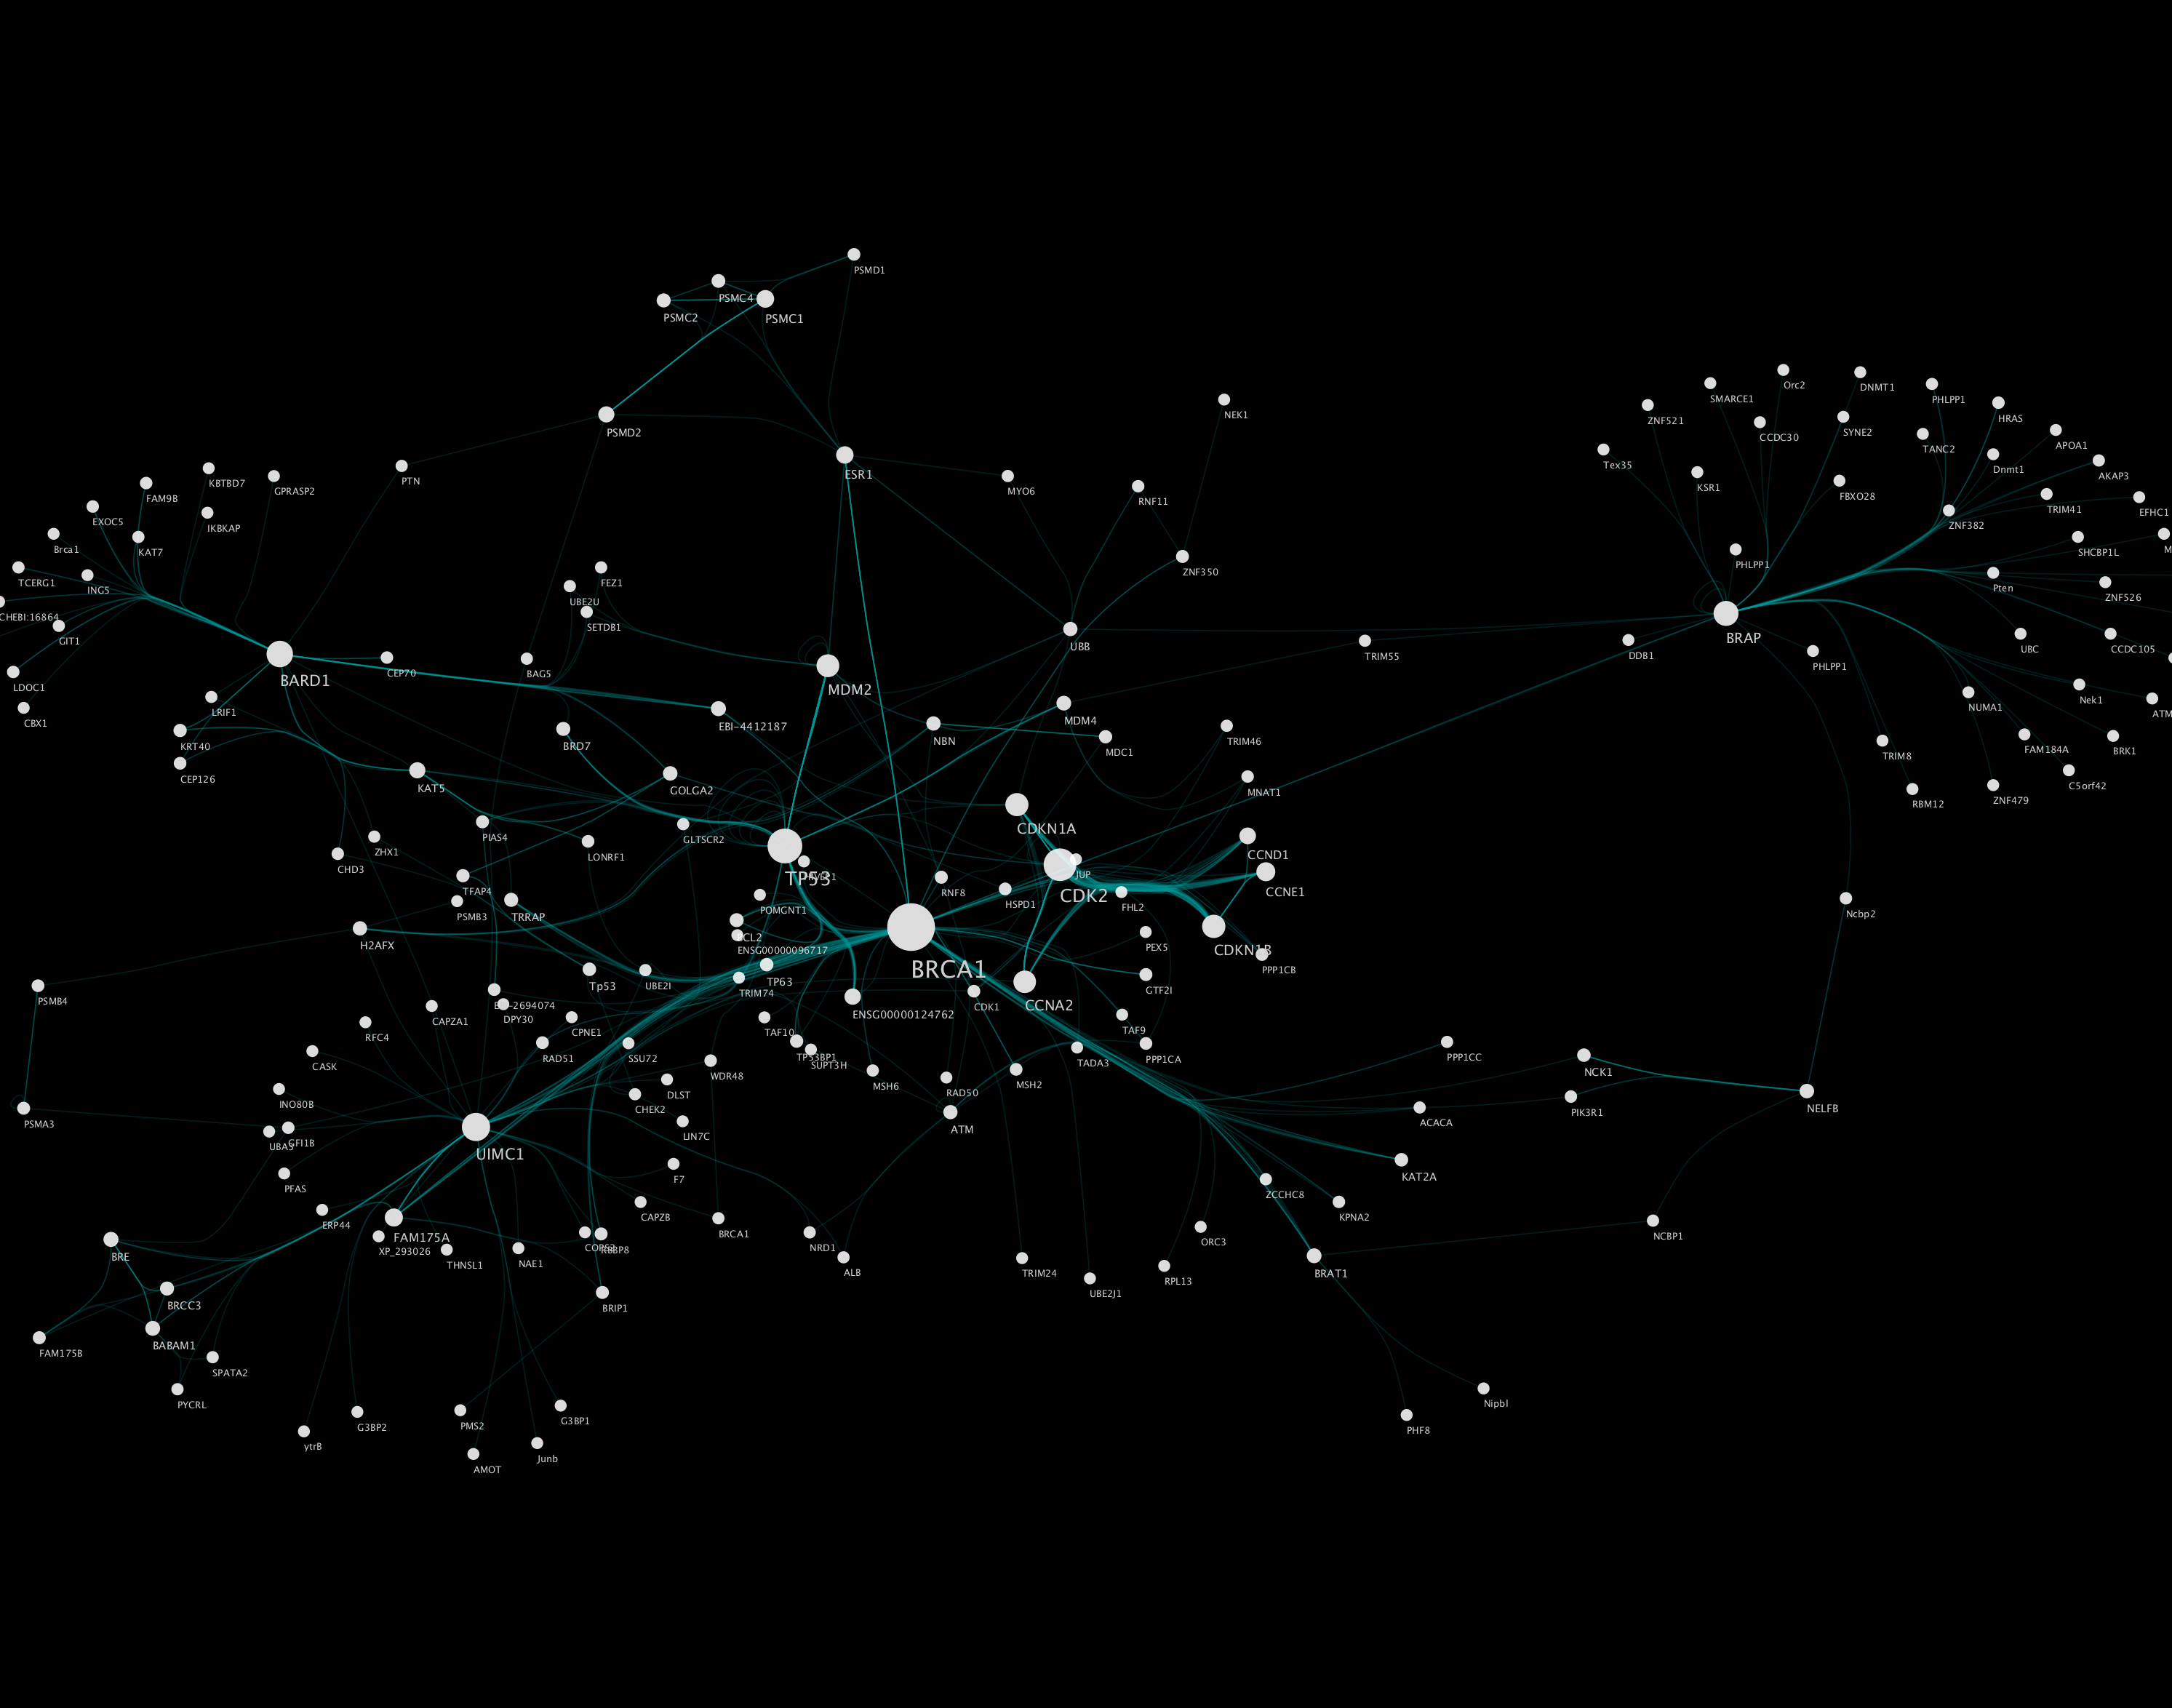 PSMD1
PSMC4
PSMC2
PSMC1
Orc2
DNMT1
SMARCE1
PHLPP1
HRAS
NEK1
ZNF521
CCDC30
SYNE2
PSMD2
TANC2
APOA1
Tex35
ESR1
Dnmt1
AKAP3
PTN
KBTBD7
GPRASP2
KSR1
FAM9B
MYO6
FBXO28
RNF11
TRIM41
EFHC1
EXOC5
IKBKAP
ZNF382
Brca1
KAT7
SHCBP1L
ZNF350
PHLPP1
TCERG1
ING5
FEZ1
Pten
UBE2U
ZNF526
CHEBI:16864
SETDB1
BRAP
GIT1
UBB
UBC
CCDC105
TRIM55
DDB1
BARD1
CEP70
BAG5
PHLPP1
LDOC1
MDM2
Nek1
NUMA1
LRIF1
CBX1
EBI-4412187
MDM4
ATM
KRT40
BRD7
NBN
TRIM46
MDC1
FAM184A
BRK1
TRIM8
CEP126
KAT5
GOLGA2
MNAT1
C5orf42
ZNF479
RBM12
CDKN1A
PIAS4
GLTSCR2
ZHX1
LONRF1
CCND1
CHD3
TP53
JUP
CDK2
TFAP4
RNF8
HSPD1
FHL2
CCNE1
PSMB3
TRRAP
POMGNT1
Ncbp2
H2AFX
ENSG00000096717
BRCA1
PEX5
CDKN1B
PPP1CB
Tp53
UBE2I
TP63
TRIM74
GTF2I
PSMB4
DPY30
CDK1
CCNA2
ENSG00000124762
CAPZA1
RFC4
CPNE1
TAF10
TAF9
RAD51
SSU72
TP53BP1
SUPT3H
TADA3
PPP1CA
PPP1CC
NCK1
CASK
WDR48
MSH6
RAD50
MSH2
DLST
INO80B
CHEK2
PIK3R1
NELFB
PSMA3
ATM
ACACA
UBA3
GFI1B
UIMC1
LIN7C
PFAS
F7
ZCCHC8
KAT2A
ERP44
CAPZB
KPNA2
FAM175A
BRCA1
NCBP1
XP_293026
THNSL1
NAE1
RBBP8
NRD1
ORC3
BRE
ALB
TRIM24
RPL13
BRAT1
UBE2J1
BRCC3
BRIP1
BABAM1
FAM175B
SPATA2
PYCRL
Nipbl
G3BP2
PMS2
G3BP1
PHF8
ytrB
Junb
AMOT